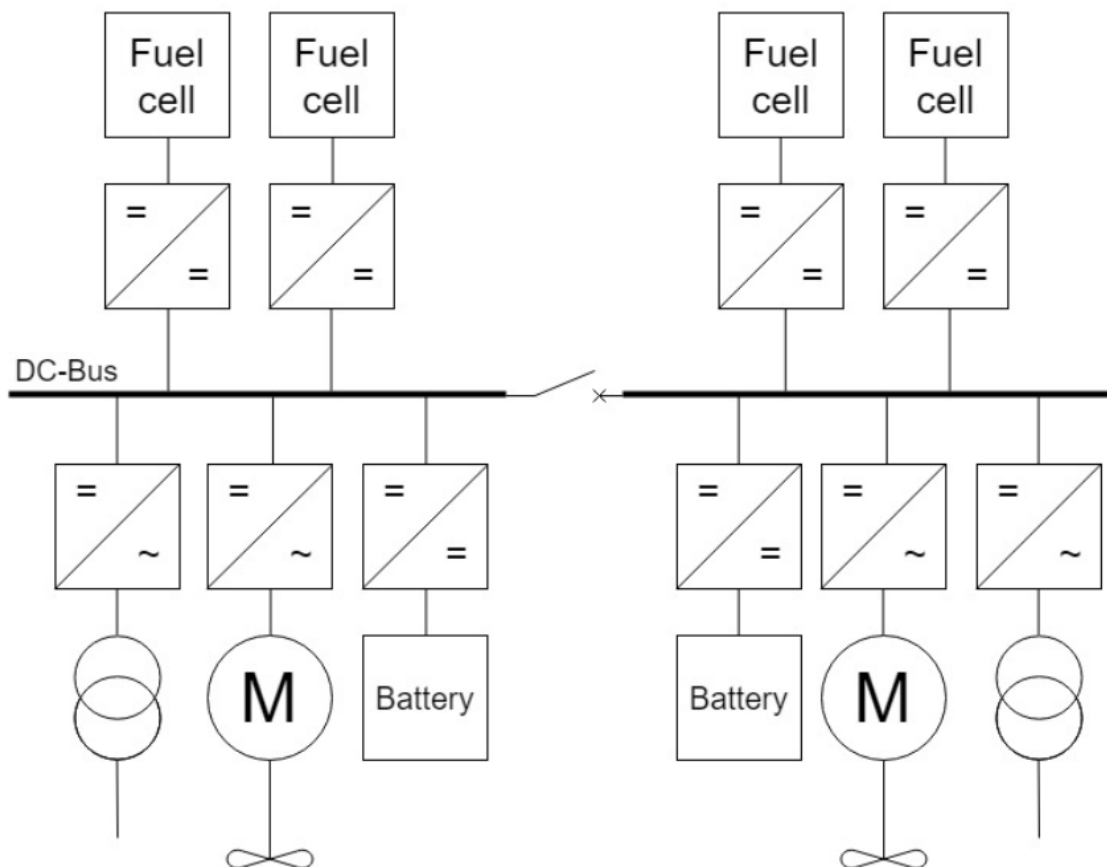 Fuel
cell
Fuel
cell
Fuel
cell
Fuel
cell
=
=
=
=
=
=
=
=
DC-Bus
=
~
=
~
=
=
=
=
=
~
=
~
M
Battery
Battery
M